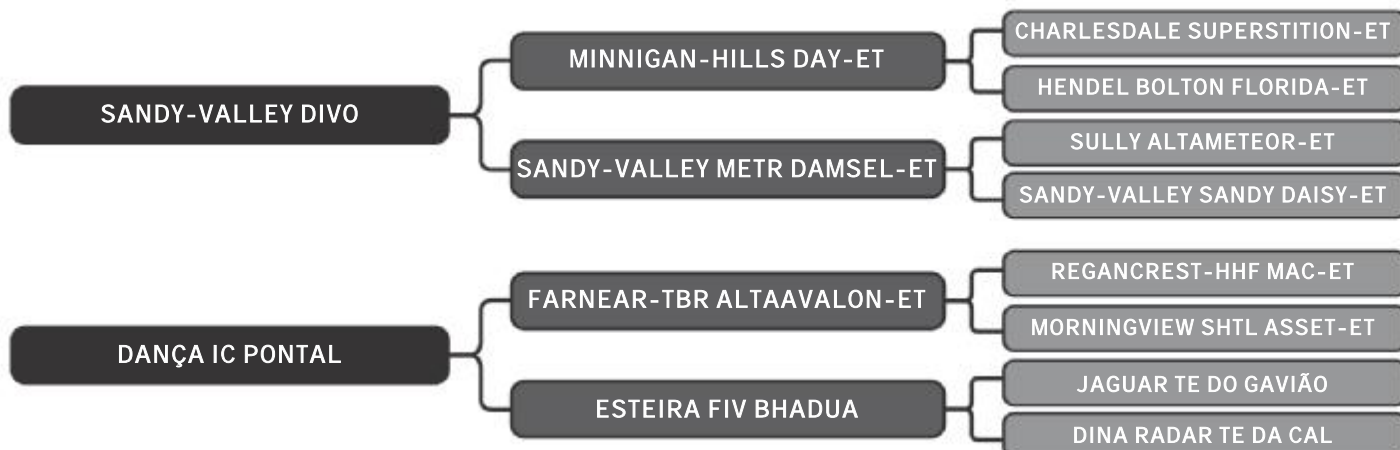 SANDY-VALLEY DIVO
MINNIGAN-HILLS DAY-ET
CHARLESDALE SUPERSTITION-ET
HENDEL BOLTON FLORIDA-ET
SANDY-VALLEY METR DAMSEL-ET
SULLY ALTAMETEOR-ET
SANDY-VALLEY SANDY DAISY-ET
DANÇA IC PONTAL
FARNEAR-TBR ALTAAVALON-ET
REGANCREST-HHF MAC-ET
MORNINGVIEW SHTL ASSET-ET
ESTEIRA FIV BHADUA
JAGUAR TE DO GAVIÃO
DINA RADAR TE DA CAL